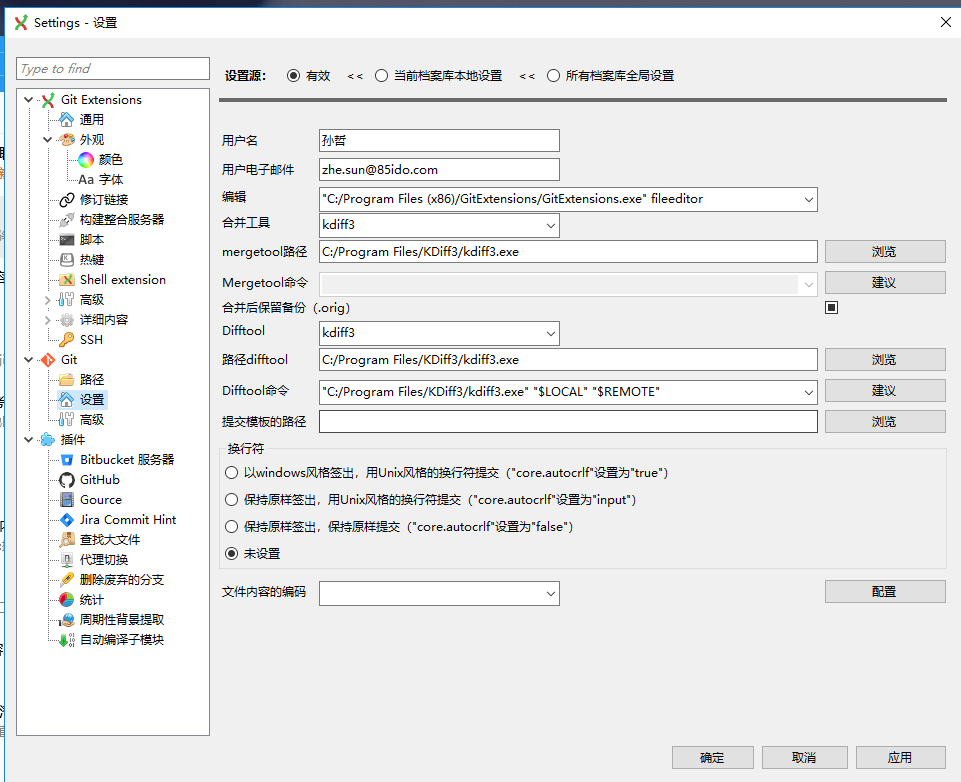 Settings - 设置
Type to find
Git Extensions
通用
外观
颜色
Aa 字体
修订链接
构建整合服务器
脚本
热键
Shell extension
高级
详细内容
SSH
Git
路径
设置
高级
插件
Bitbucket 服务器
GitHub
Gource
Jira Commit Hint
查找大文件
代理切换
删除废弃的分支
统计
周期性背景提取
自动编译子模块
设置源: 有效 << 当前档案库本地设置 << 所有档案库全局设置
用户名 孙哲
用户电子邮件 zhe.sun@85ido.com
编辑 "C:/Program Files (x86)/GitExtensions/GitExtensions.exe" fileeditor
合并工具 kdiff3
mergetool路径 C:/Program Files/KDiff3/kdiff3.exe 浏览
Mergetool命令 建议
合并后保留备份（.orig）
Difftool kdiff3
路径difftool C:/Program Files/KDiff3/kdiff3.exe 浏览
Difftool命令 "C:/Program Files/KDiff3/kdiff3.exe" "$LOCAL" "$REMOTE" 建议
提交模板的路径 浏览
换行符
以windows风格签出，用Unix风格的换行符提交（"core.autocrlf"设置为"true"）
保持原样签出，用Unix风格的换行符提交（"core.autocrlf"设置为"input"）
保持原样签出，保持原样提交（"core.autocrlf"设置为"false"）
未设置
文件内容的编码 配置
确定 取消 应用